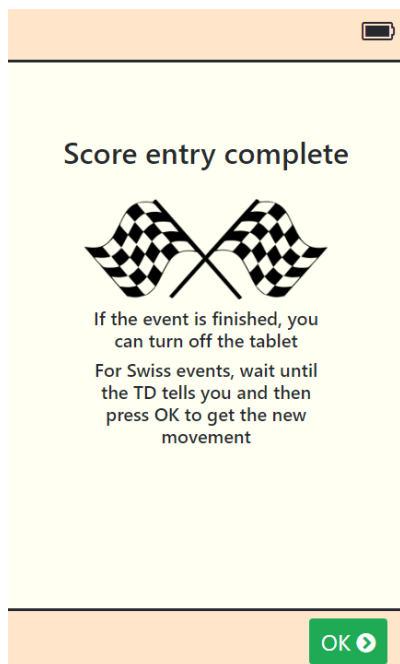 Score entry complete
If the event is finished, you
can turn off the tablet
For Swiss events, wait until
the TD tells you and then
press OK to get the new
movement
OK